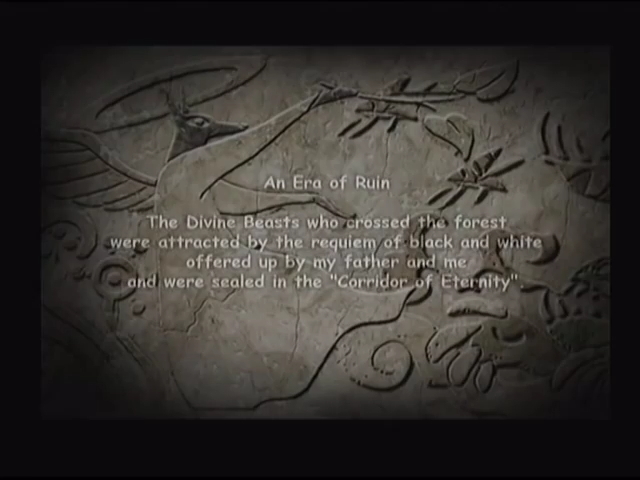 An Era of Ruin
The Divine Beasts who crossed the forest
were attracted by the requiem of black and white
offered up by my father and me
and were sealed in the "Corridor of Eternity".